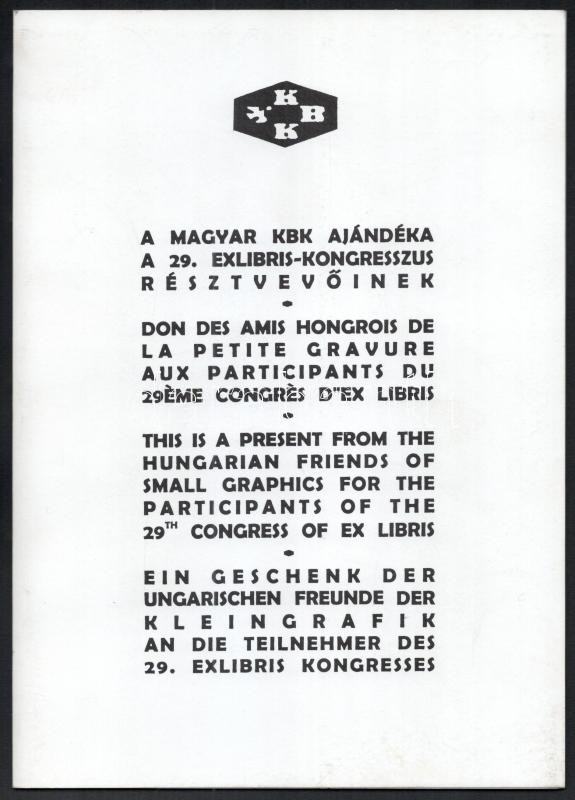 K
B
K
A MAGYAR KBK AJÁNDÉKA
A 29. EXLIBRIS-KONGRESSZUS
RÉSZTVEVŐINEK
DON DES AMIS HONGROIS DE
LA PETITE GRAVURE
AUX PARTICIPANTS DU
29ÈME CONGRÈS D"EX LIBRIS
THIS IS A PRESENT FROM THE
HUNGARIAN FRIENDS OF
SMALL GRAPHICS FOR THE
PARTICIPANTS OF THE
29TH CONGRESS OF EX LIBRIS
EIN GESCHENK DER
UNGARISCHEN FREUNDE DER
KLEINGRAFIK
AN DIE TEILNEHMER DES
29. EXLIBRIS KONGRESSES